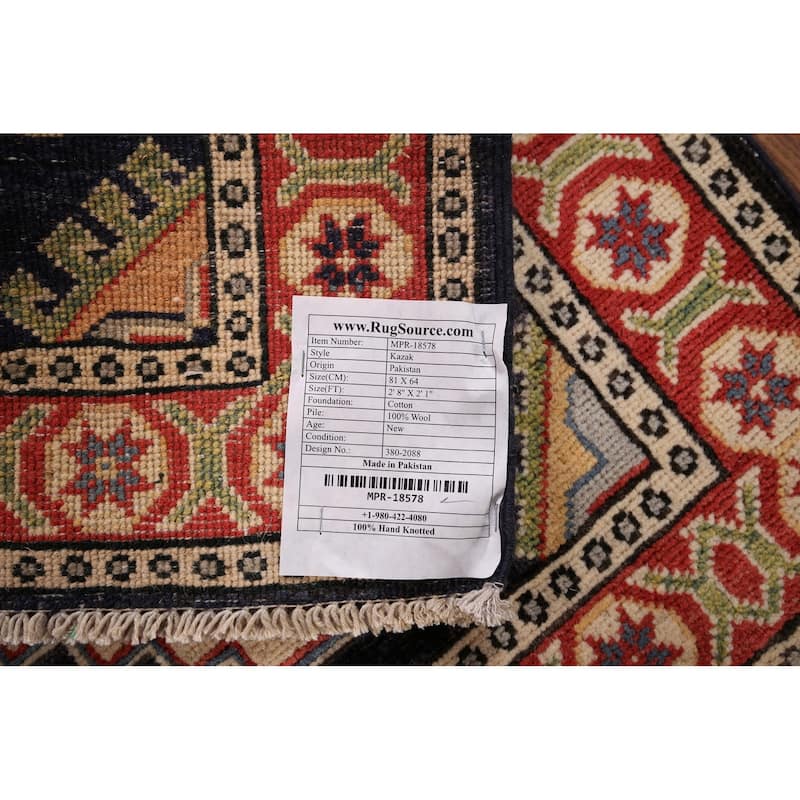 www.RugSource.com
Item Number: MPR-18578
Style Kazak
Origin Pakistan
Size(CM): 81 X 64
Size(FT): 2' 8" X 2' 1"
Foundation: Cotton
Pile: 100% Wool
Age: New
Condition:
Design No.: 380-2088
Made in Pakistan
MPR-18578
+1-980-422-4080
100% Hand Knotted